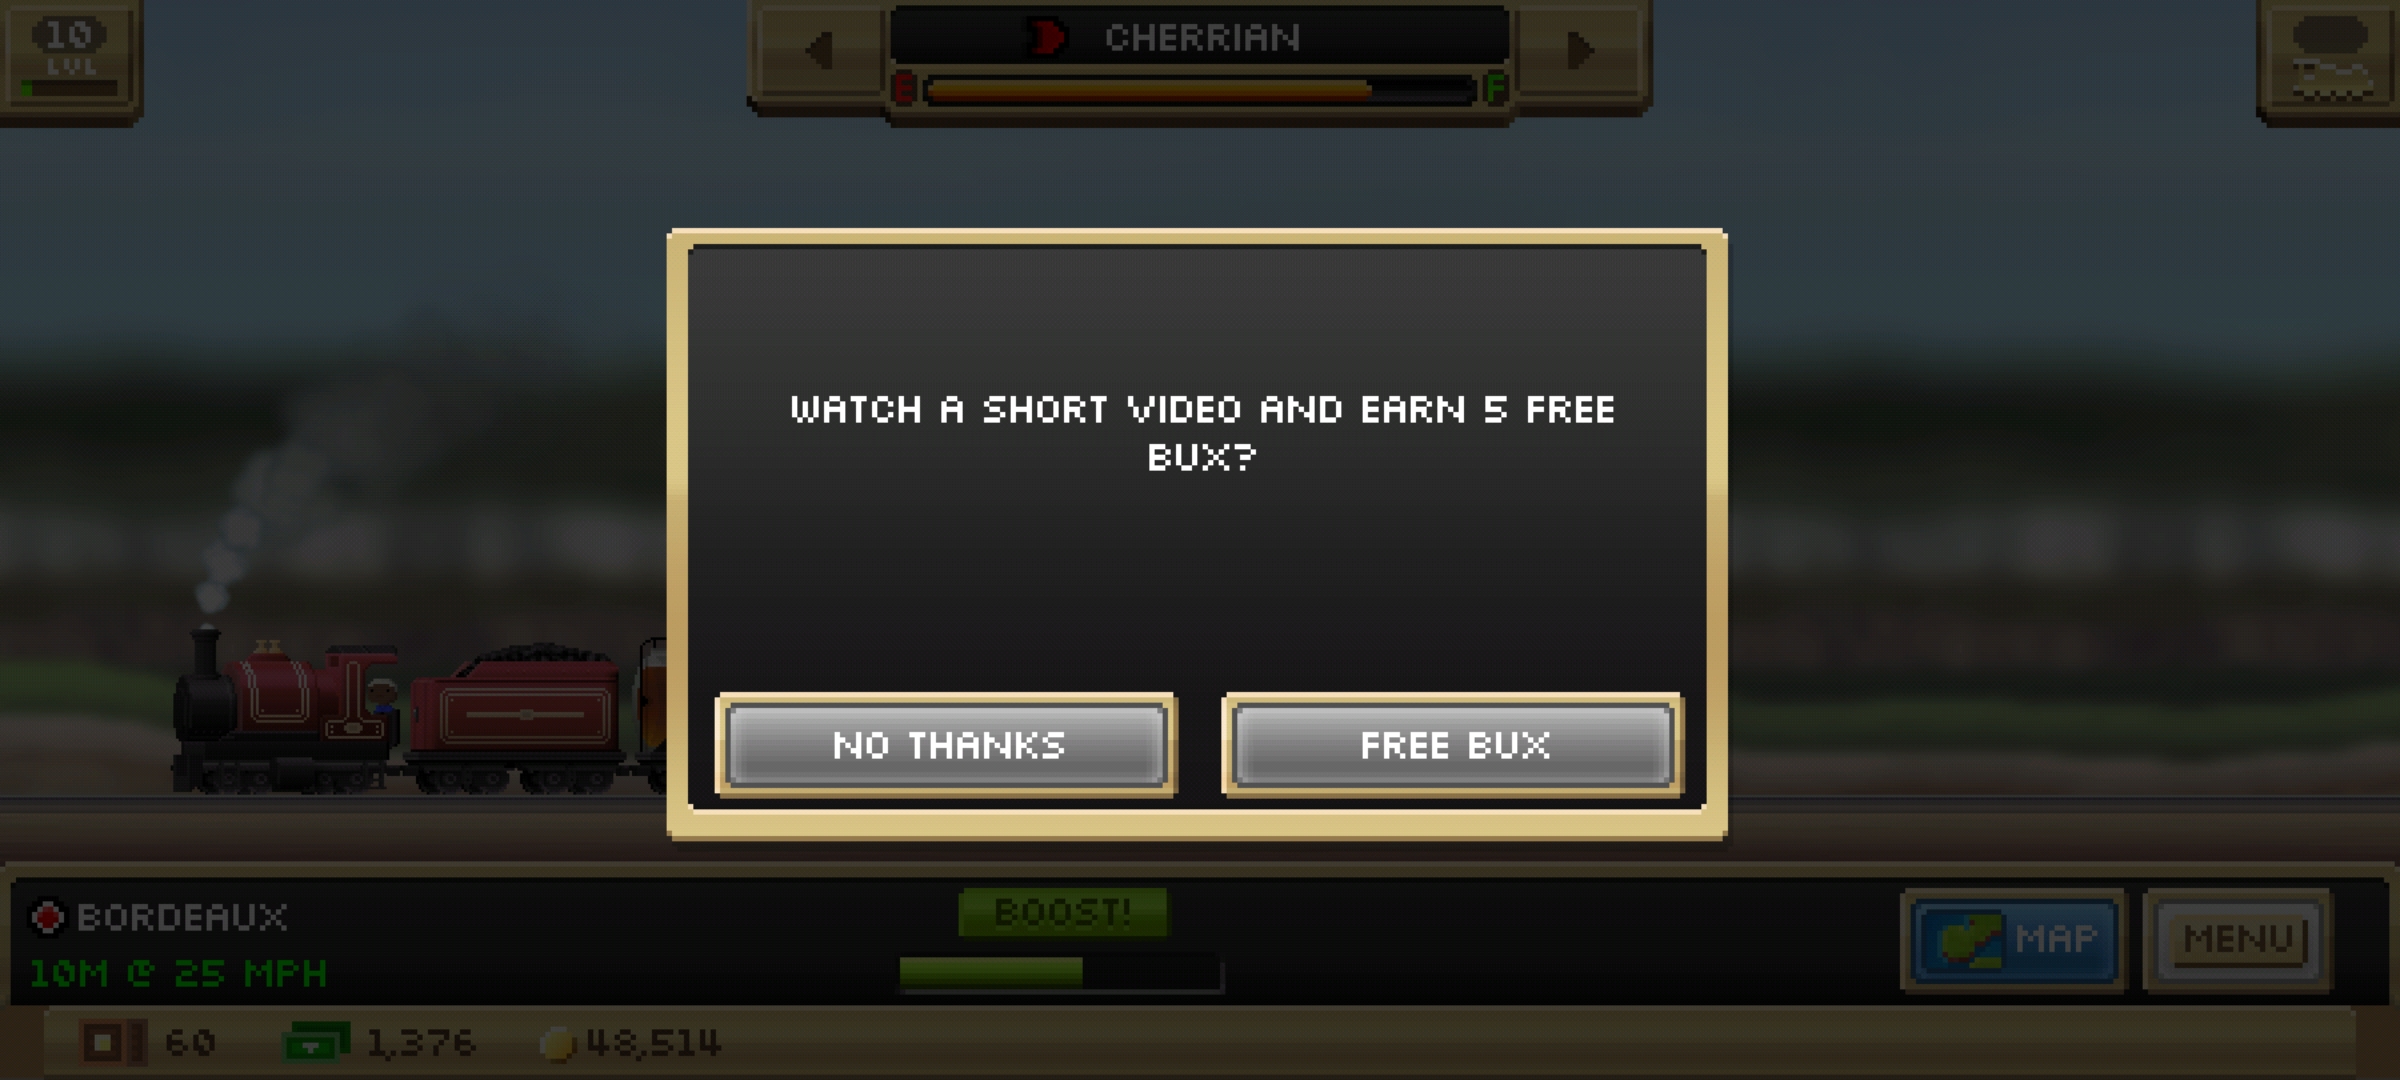 10
LVL
CHERRIAN
E
F
WATCH A SHORT VIDEO AND EARN 5 FREE
BUX?
NO THANKS
FREE BUX
BORDEAUX
BOOST!
10M @ 25 MPH
MAP
MENU
60
1,376
48,514